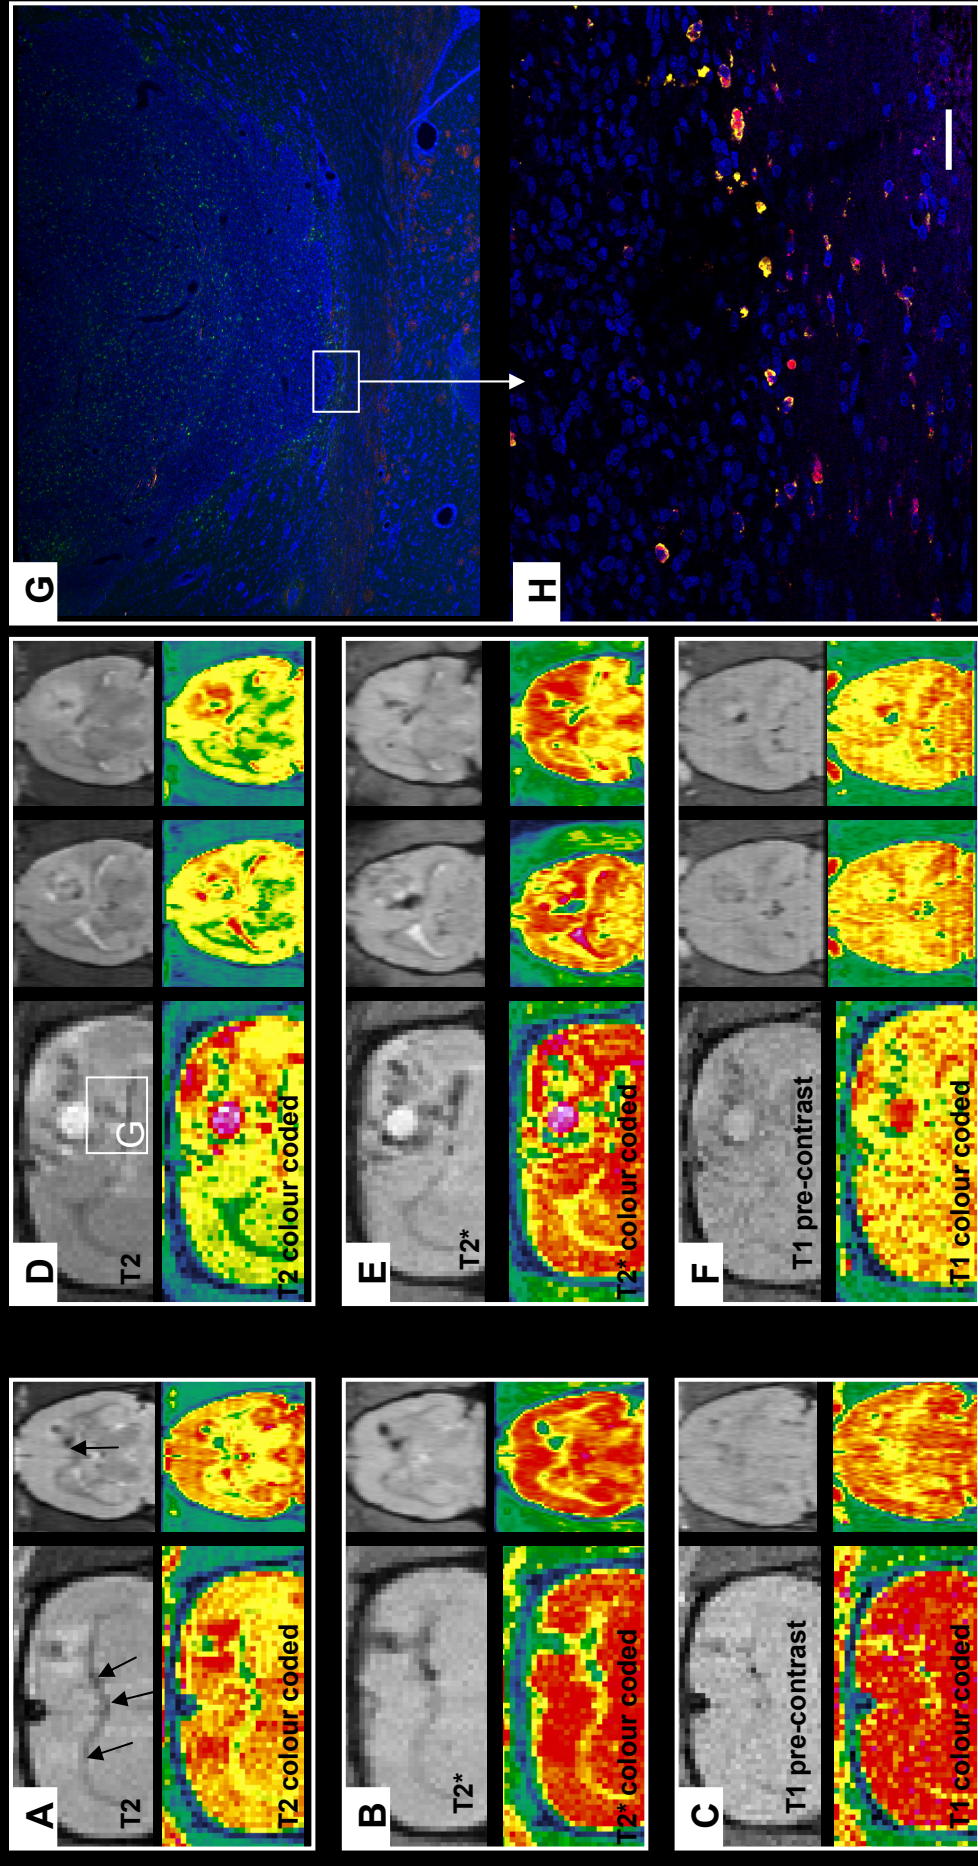 A
T2
T2 colour coded
B
T2*
T2* colour coded
C
T1 pre-contrast
T1 colour coded
D
G
T2
T2 colour coded
E
T2*
T2* colour coded
F
T1 pre-contrast
T1 colour coded
G
H